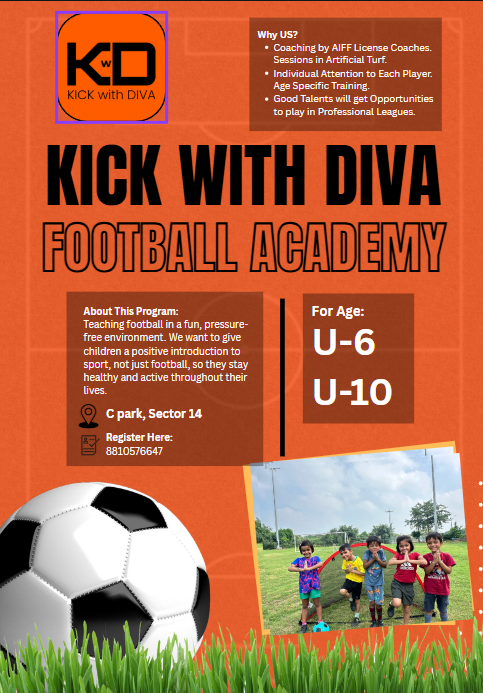 KWD
KICK with DIVA
Why US?
• Coaching by AIFF License Coaches.
Sessions in Artificial Turf.
• Individual Attention to Each Player.
Age Specific Training.
• Good Talents will get Opportunities
to play in Professional Leagues.
KICK WITH DIVA
FOOTBALL ACADEMY
About This Program:
Teaching football in a fun, pressure-
free environment. We want to give
children a positive introduction to
sport, not just football, so they stay
healthy and active throughout their
lives.
C park, Sector 14
Register Here:
8810576647
For Age:
U-6
U-10